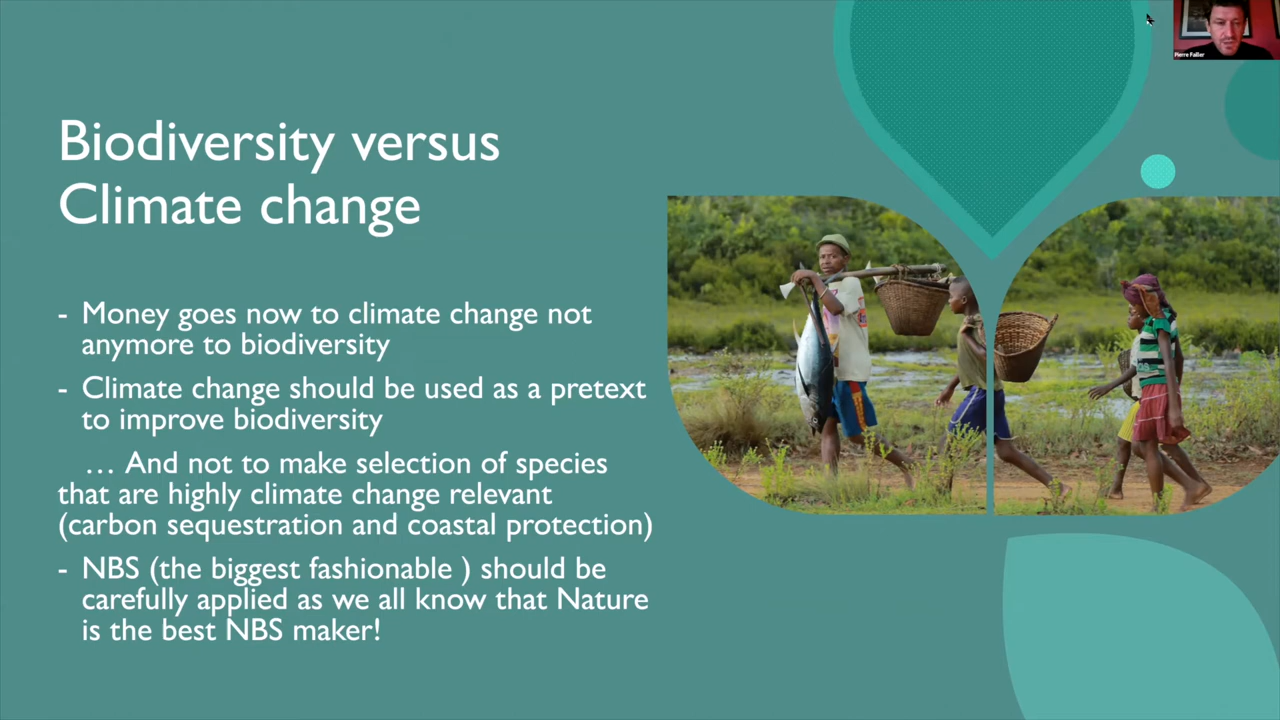 Biodiversity versus
Climate change
- Money goes now to climate change not
anymore to biodiversity
- Climate change should be used as a pretext
to improve biodiversity
… And not to make selection of species
that are highly climate change relevant
(carbon sequestration and coastal protection)
- NBS (the biggest fashionable ) should be
carefully applied as we all know that Nature
is the best NBS maker!
Pierre Failler